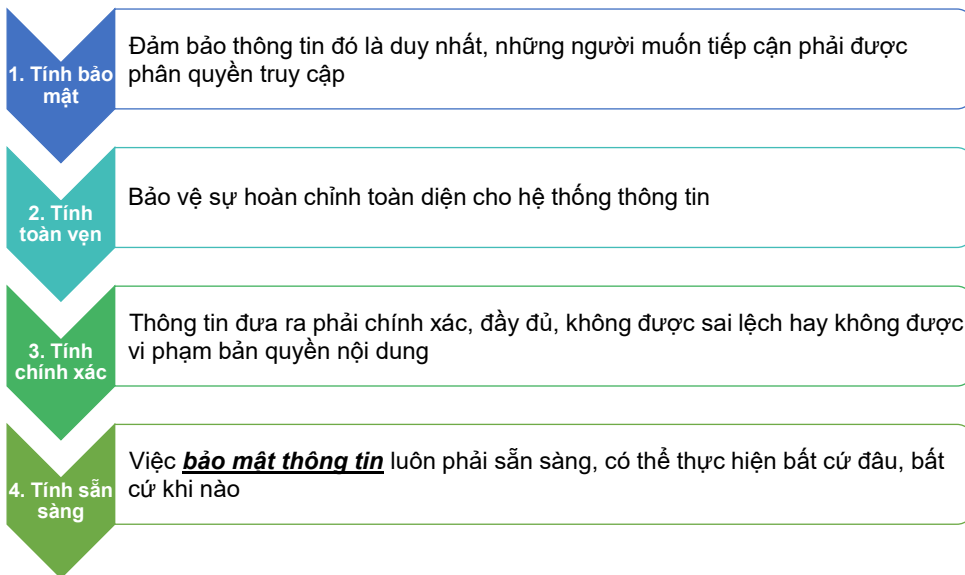 1. Tính bảo
mật
Đảm bảo thông tin đó là duy nhất, những người muốn tiếp cận phải được
phân quyền truy cập
2. Tính
toàn vẹn
Bảo vệ sự hoàn chỉnh toàn diện cho hệ thống thông tin
3. Tính
chính xác
Thông tin đưa ra phải chính xác, đầy đủ, không được sai lệch hay không được
vi phạm bản quyền nội dung
4. Tính sẵn
sàng
Việc bảo mật thông tin luôn phải sẵn sàng, có thể thực hiện bất cứ đâu, bất
cứ khi nào